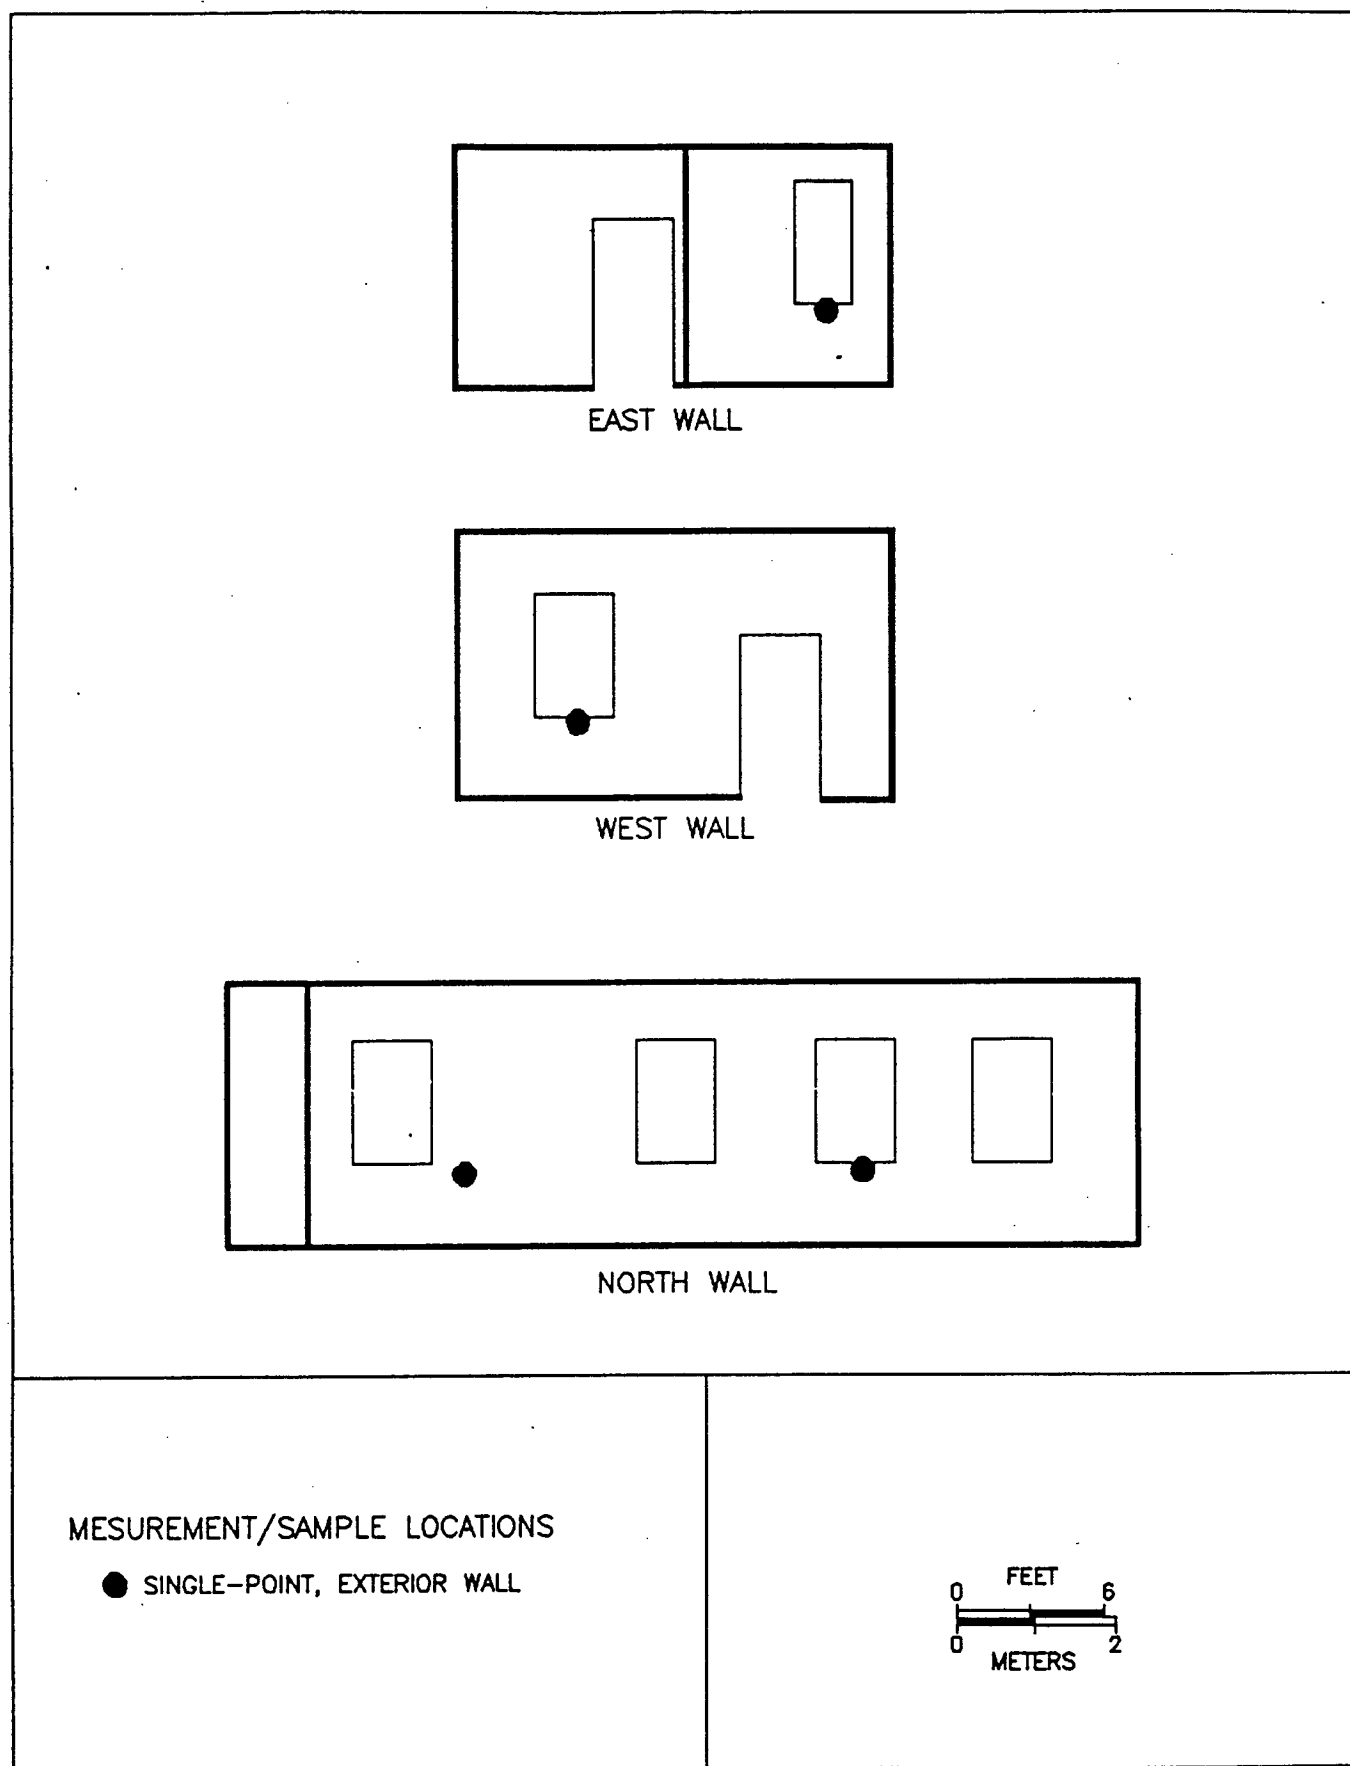 EAST WALL
WEST WALL
NORTH WALL
MESUREMENT/SAMPLE LOCATIONS
SINGLE-POINT, EXTERIOR WALL
FEET
0 6
0 2
METERS